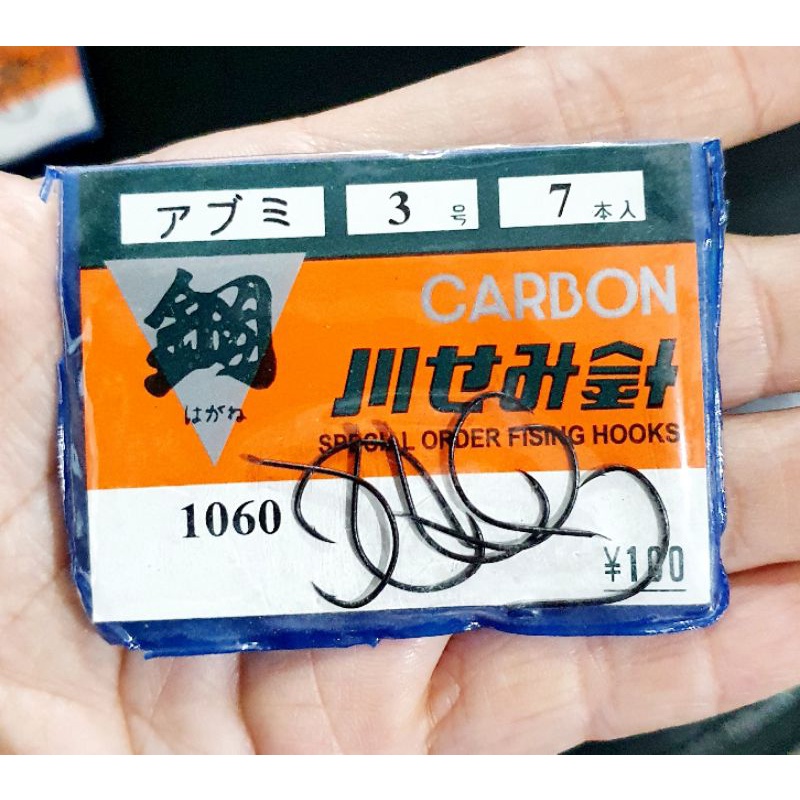 アブミ 3号 7本入
CARBON
鋼
はがね
川せみ針
SPECIAL ORDER FISING HOOKS
1060
¥100